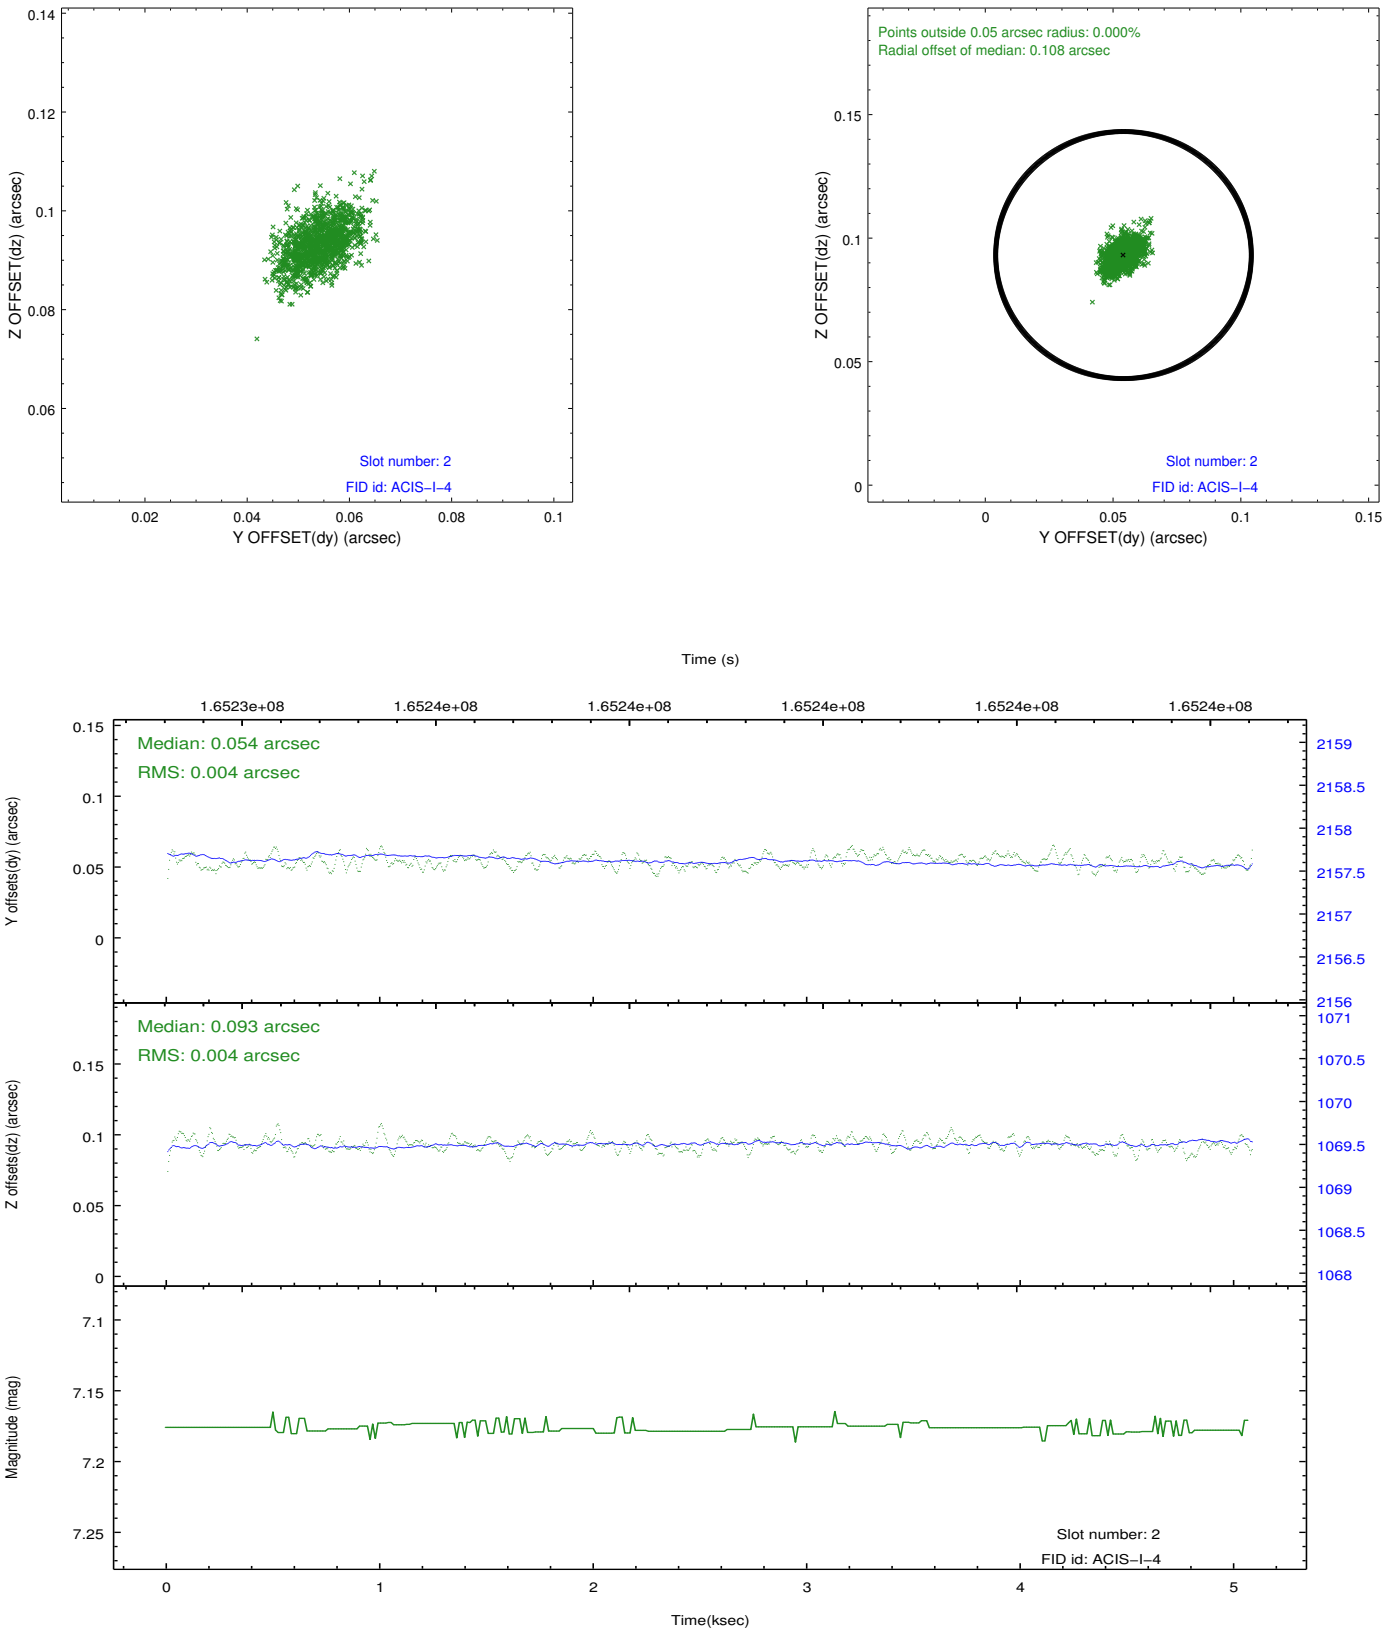 0.14
0.12
0.1
0.08
0.06
Z OFFSET(dz) (arcsec)
Slot number: 2
FID id: ACIS−I−4
0.02 0.04 0.06 0.08 0.1
Y OFFSET(dy) (arcsec)
Points outside 0.05 arcsec radius: 0.000%
Radial offset of median: 0.108 arcsec
0.15
0.1
0.05
0
Z OFFSET(dz) (arcsec)
Slot number: 2
FID id: ACIS−I−4
0 0.05 0.1 0.15
Y OFFSET(dy) (arcsec)
Time (s)
1.6523e+08 1.6524e+08 1.6524e+08 1.6524e+08 1.6524e+08 1.6524e+08
Median: 0.054 arcsec
RMS: 0.004 arcsec
0.15
0.1
0.05
0
Y offsets(dy) (arcsec)
2159
2158.5
2158
2157.5
2157
2156.5
2156
Median: 0.093 arcsec
RMS: 0.004 arcsec
0.15
0.1
0.05
0
Z offsets(dz) (arcsec)
1071
1070.5
1070
1069.5
1069
1068.5
1068
7.1
7.15
7.2
7.25
Magnitude (mag)
Slot number: 2
FID id: ACIS−I−4
0 1 2 3 4 5
Time(ksec)